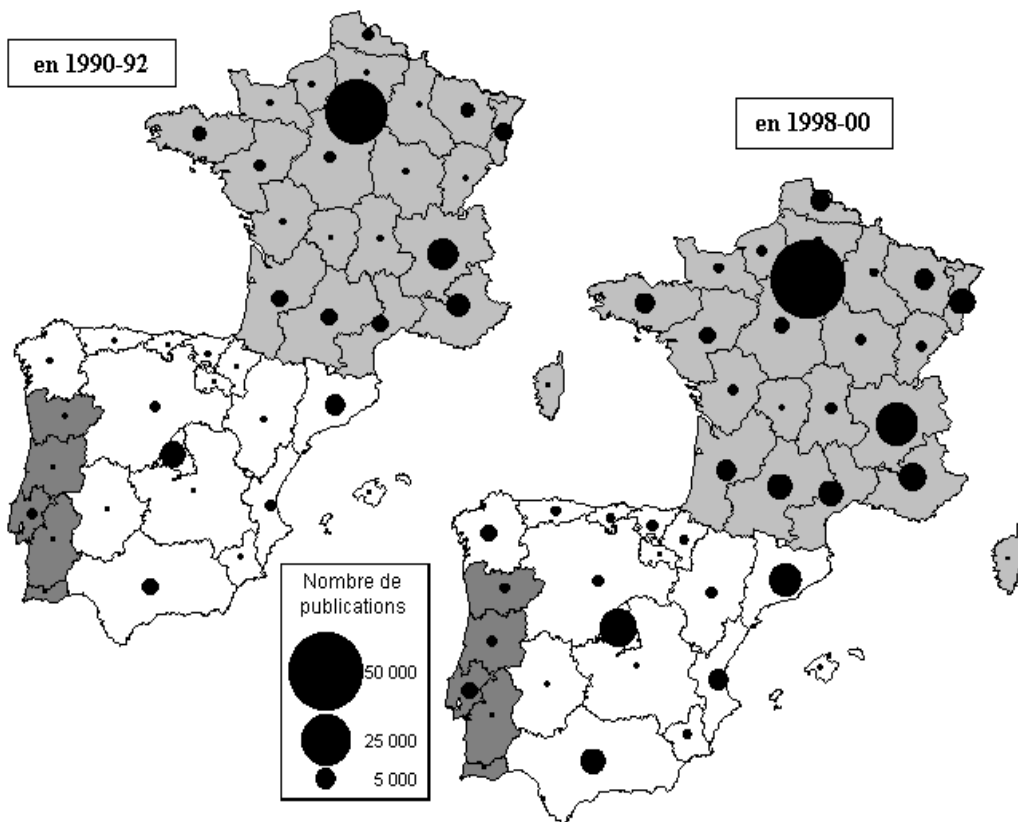 en 1990-92
en 1998-00
Nombre de
publications
50 000
25 000
5 000